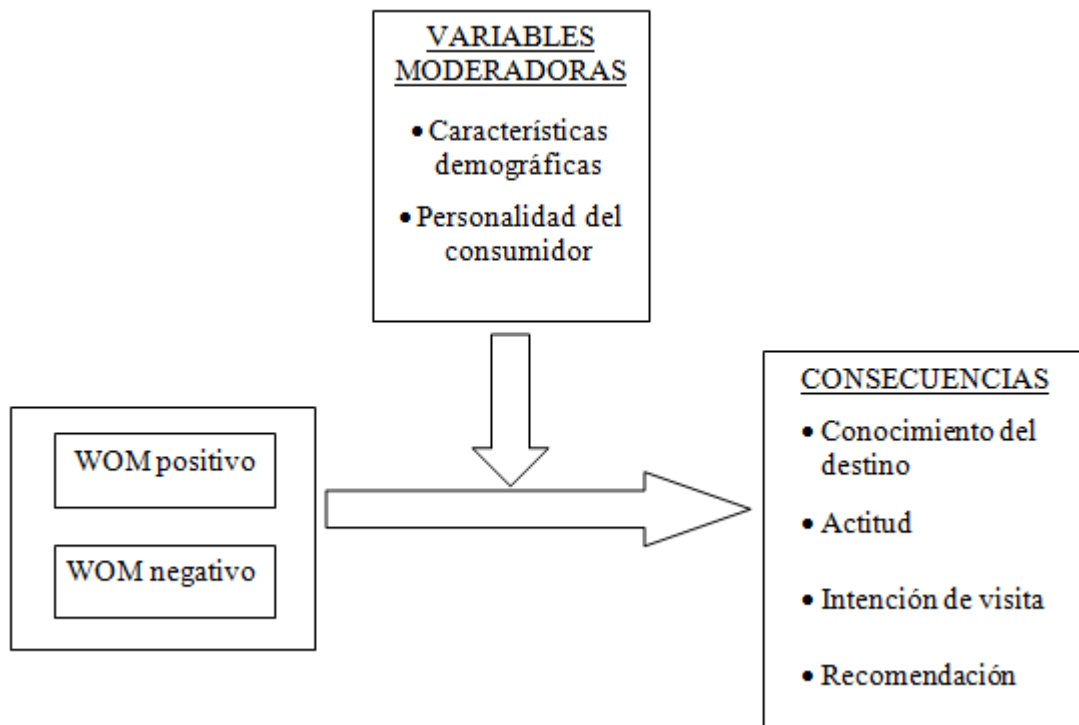 VARIABLES
MODERADORAS
• Características
demográficas
• Personalidad del
consumidor
WOM positivo
WOM negativo
CONSECUENCIAS
• Conocimiento del
destino
• Actitud
• Intención de visita
• Recomendación